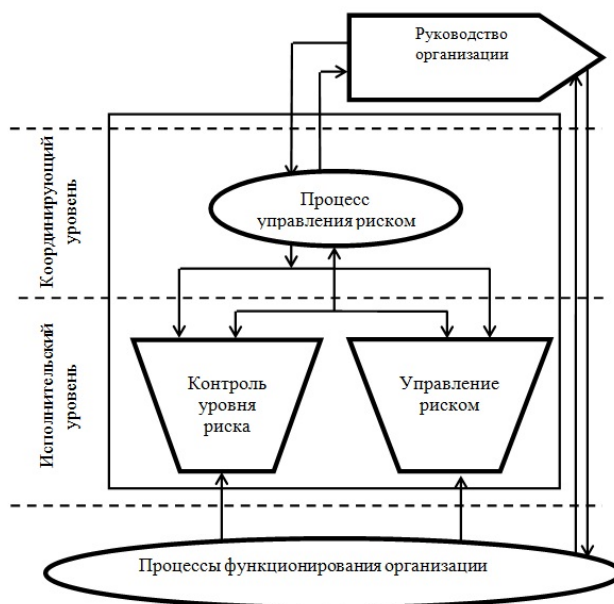 Руководство
организации
Координирующий
уровень
Процесс
управления риском
Исполнительский
уровень
Контроль
уровня
риска
Управление
риском
Процессы функционирования организации